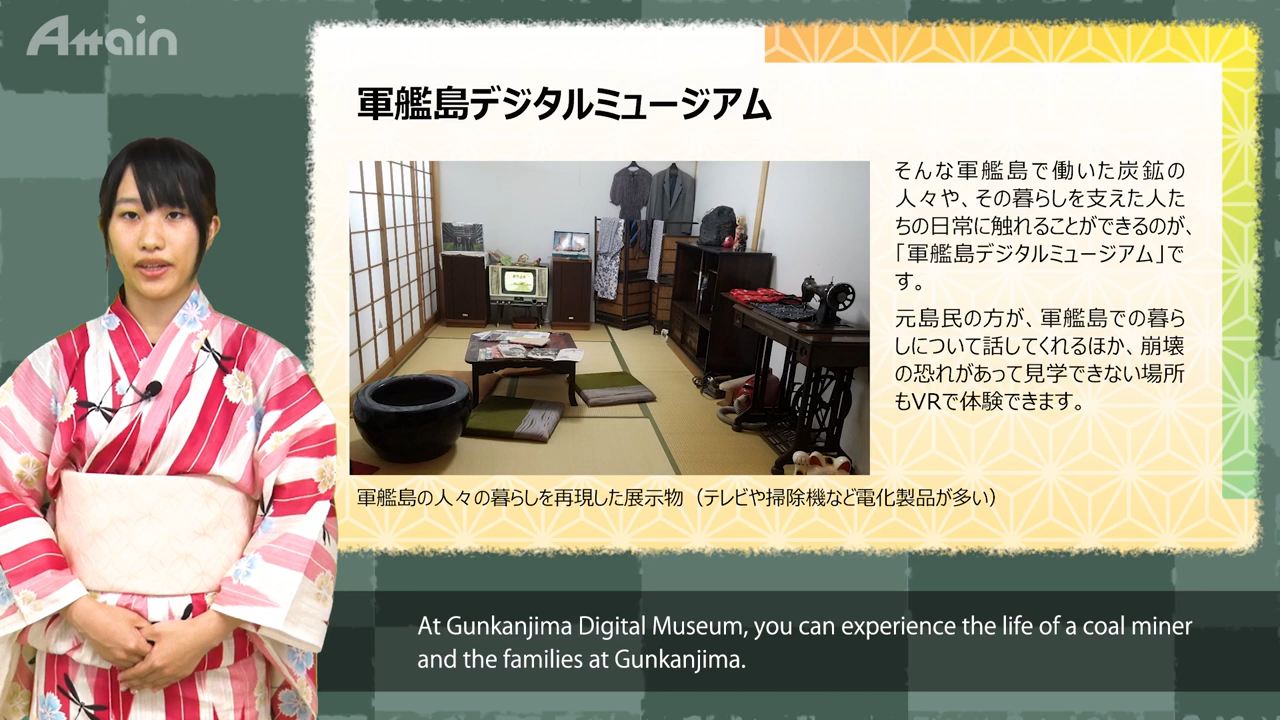 Attain
軍艦島デジタルミュージアム
そんな軍艦島で働いた炭鉱の
人々や、その暮らしを支えた人た
ちの日常に触れることができるのが、
「軍艦島デジタルミュージアム」で
す。
元島民の方が、軍艦島での暮ら
しについて話してくれるほか、崩壊
の恐れがあって見学できない場所
もVRで体験できます。
軍艦島の人々の暮らしを再現した展示物（テレビや掃除機など電化製品が多い）
At Gunkanjima Digital Museum, you can experience the life of a coal miner
and the families at Gunkanjima.